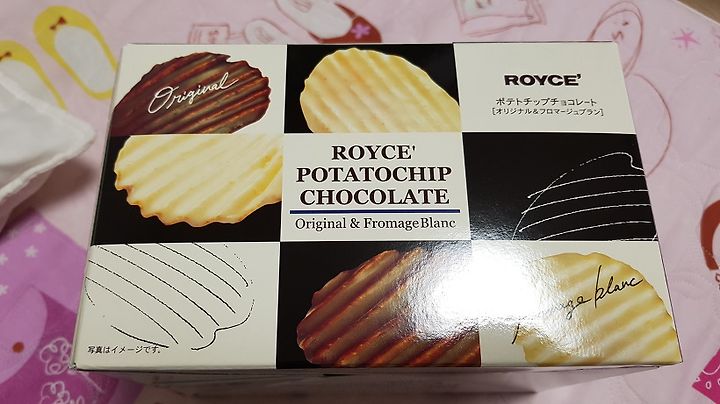 Original
ROYCE'
ポテトチップチョコレート
[オリジナル&フロマージュブラン]
ROYCE'
POTATOCHIP
CHOCOLATE
Original & Fromage Blanc
blanc
写真はイメージです。